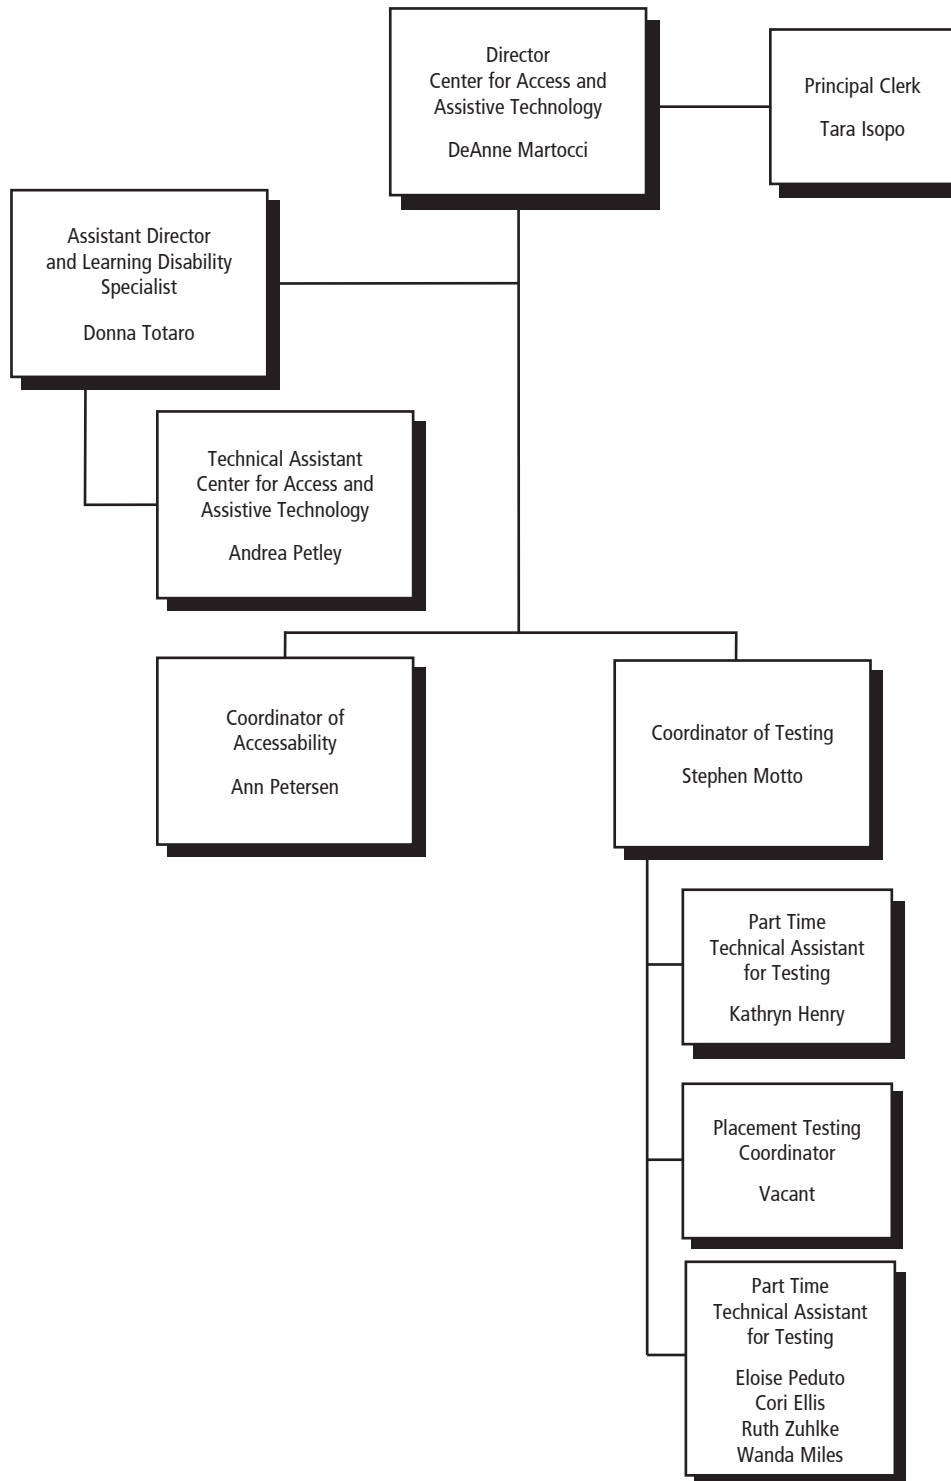 Director
Center for Access and
Assistive Technology
DeAnne Martocci
Principal Clerk
Tara Isopo
Assistant Director
and Learning Disability
Specialist
Donna Totaro
Technical Assistant
Center for Access and
Assistive Technology
Andrea Petley
Coordinator of
Accessability
Ann Petersen
Coordinator of Testing
Stephen Motto
Part Time
Technical Assistant
for Testing
Kathryn Henry
Placement Testing
Coordinator
Vacant
Part Time
Technical Assistant
for Testing
Eloise Peduto
Cori Ellis
Ruth Zuhlke
Wanda Miles